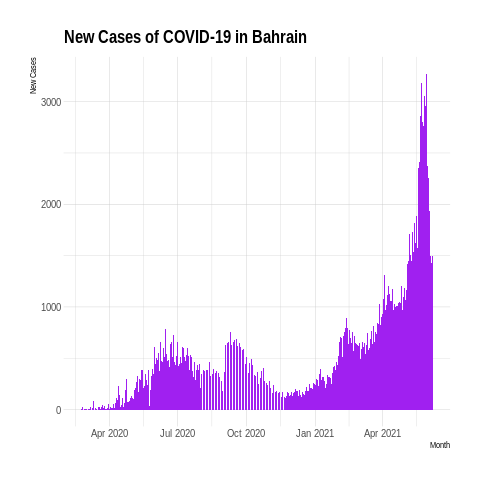 New Cases of COVID-19 in Bahrain
New Cases
3000
2000
1000
0
Apr 2020 Jul 2020 Oct 2020 Jan 2021 Apr 2021
Month